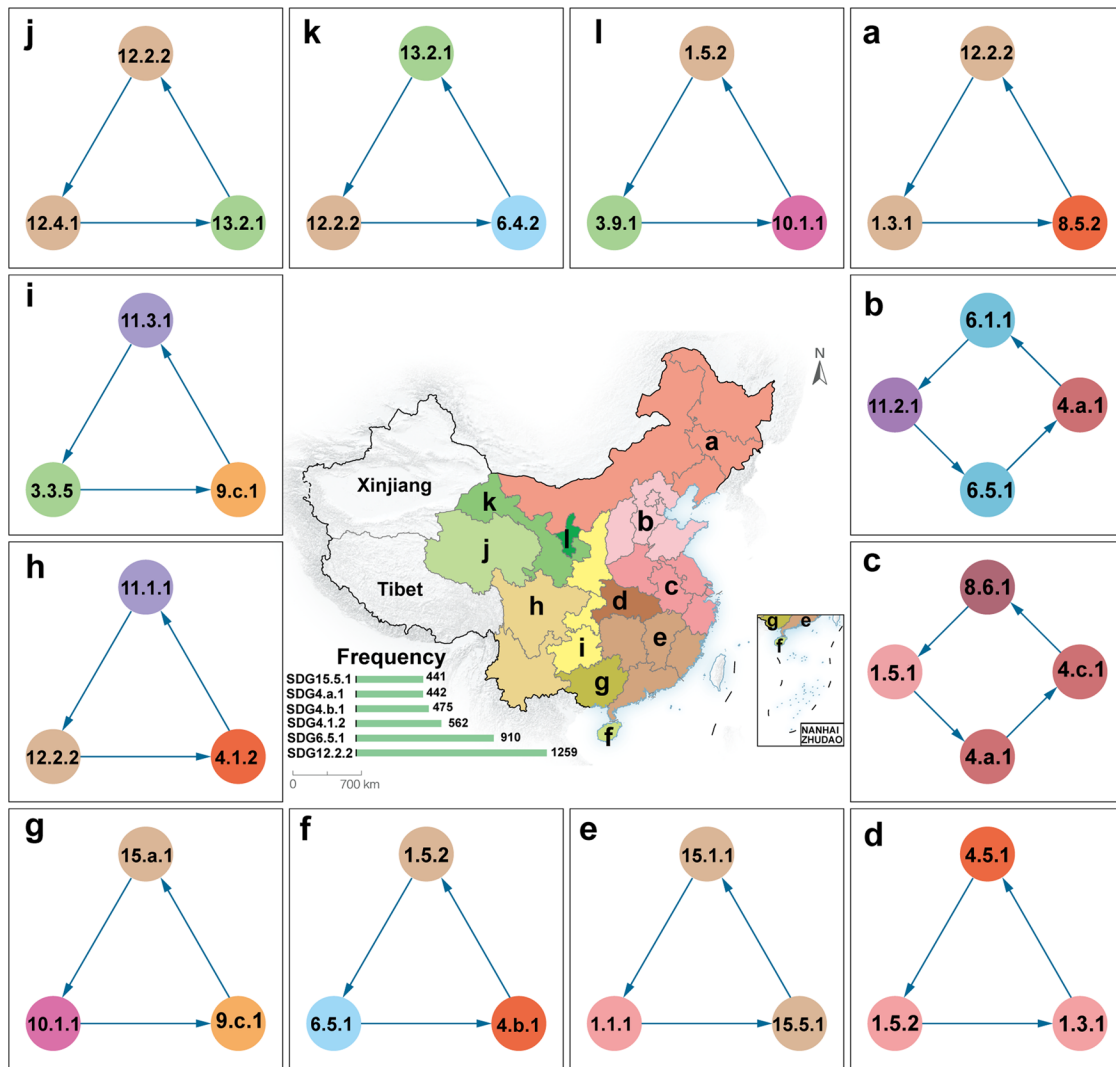 j
12.2.2
12.4.1
13.2.1
k
13.2.1
12.2.2
6.4.2
l
1.5.2
3.9.1
10.1.1
a
12.2.2
1.3.1
8.5.2
i
11.3.1
3.3.5
9.c.1
b
6.1.1
11.2.1
4.a.1
6.5.1
h
11.1.1
12.2.2
4.1.2
c
8.6.1
1.5.1
4.c.1
4.a.1
N
Xinjiang
Tibet
a
b
c
d
e
f
g
h
i
j
k
l
g
e
f
NANHAI
ZHUDAO
Frequency
SDG15.5.1 441
SDG4.a.1 442
SDG4.b.1 475
SDG4.1.2 562
SDG6.5.1 910
SDG12.2.2 1259
0 700 km
g
15.a.1
10.1.1
9.c.1
f
1.5.2
6.5.1
4.b.1
e
15.1.1
1.1.1
15.5.1
d
4.5.1
1.5.2
1.3.1